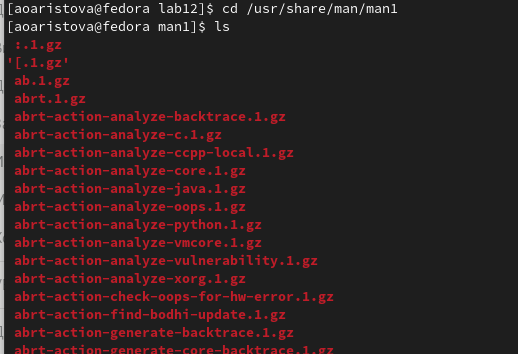 [aoaristova@fedora lab12]$ cd /usr/share/man/man1
[aoaristova@fedora man1]$ ls
:.1.gz
'[.1.gz'
ab.1.gz
abrt.1.gz
abrt-action-analyze-backtrace.1.gz
abrt-action-analyze-c.1.gz
abrt-action-analyze-ccpp-local.1.gz
abrt-action-analyze-core.1.gz
abrt-action-analyze-java.1.gz
abrt-action-analyze-oops.1.gz
abrt-action-analyze-python.1.gz
abrt-action-analyze-vmcore.1.gz
abrt-action-analyze-vulnerability.1.gz
abrt-action-analyze-xorg.1.gz
abrt-action-check-oops-for-hw-error.1.gz
abrt-action-find-bodhi-update.1.gz
abrt-action-generate-backtrace.1.gz
abrt-action-generate-core-backtrace.1.gz